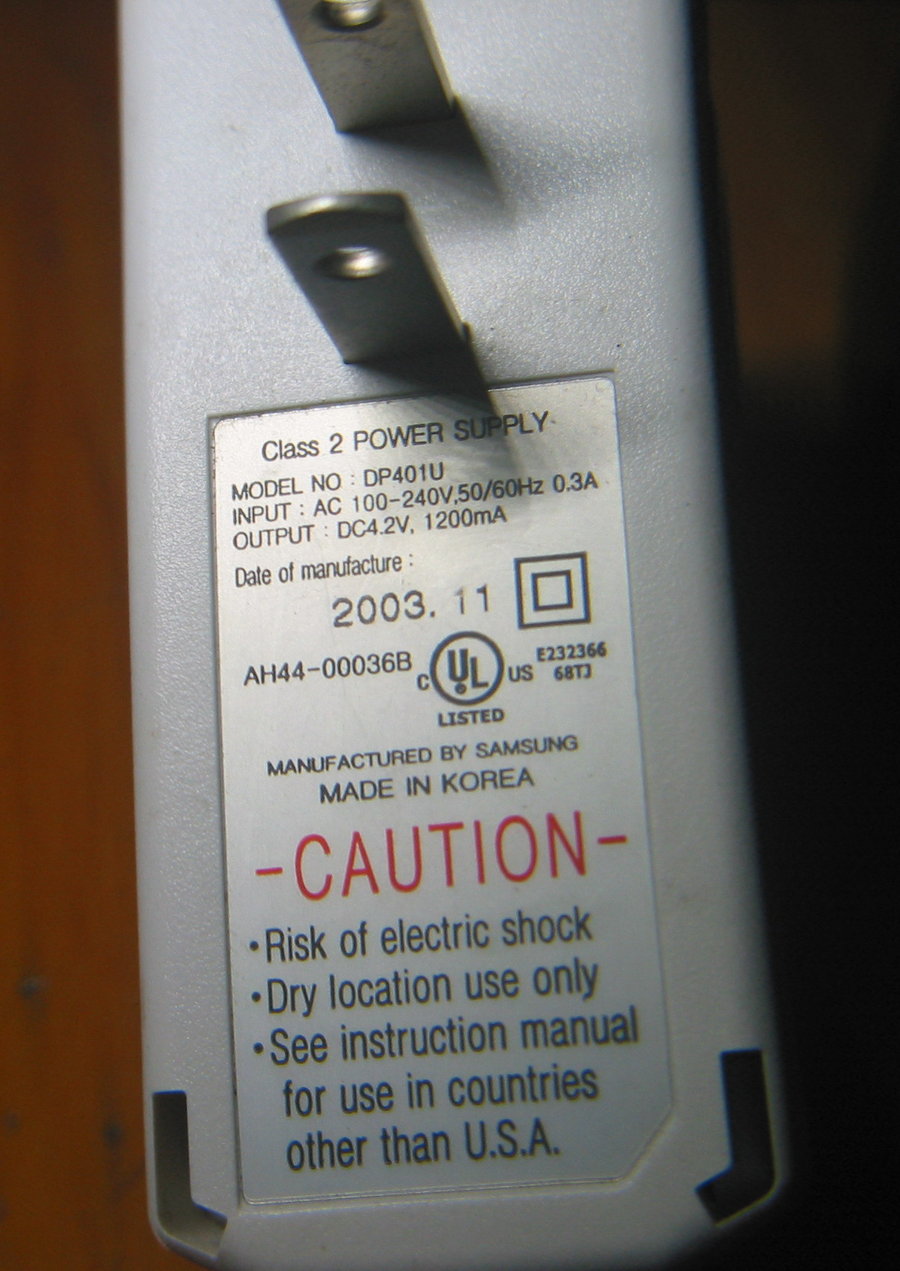 Class 2 POWER SUPPLY
MODEL NO : DP401U
INPUT : AC 100-240V,50/60Hz 0.3A
OUTPUT : DC4.2V, 1200mA
Date of manufacture :
2003. 11
AH44-00036B
C UL US
LISTED
E232366
68TJ
MANUFACTURED BY SAMSUNG
MADE IN KOREA
-CAUTION-
•Risk of electric shock
•Dry location use only
•See instruction manual
for use in countries
other than U.S.A.